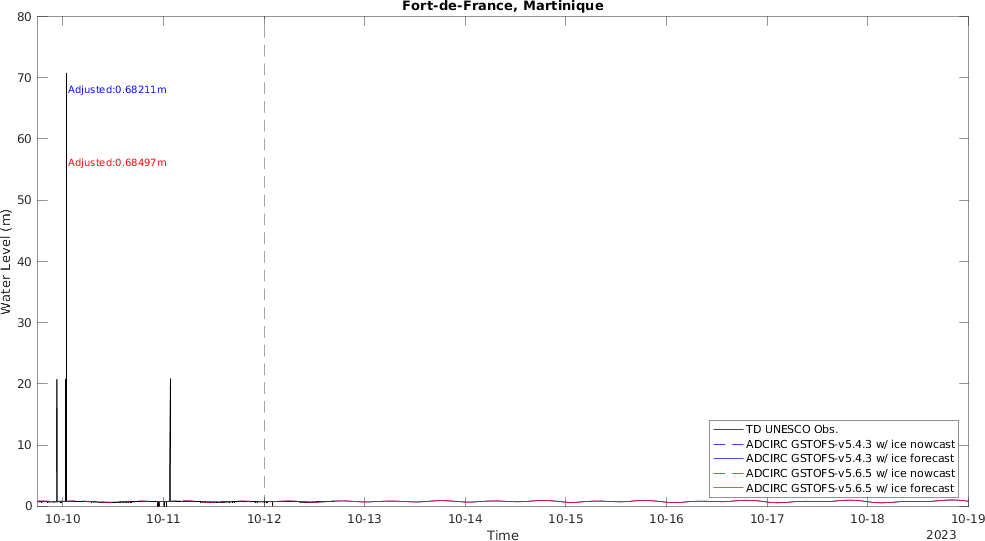 Fort-de-France, Martinique
80
70
60
50
40
30
20
10
0
Water Level (m)
Adjusted:0.68211m
Adjusted:0.68497m
TD UNESCO Obs.
ADCIRC GSTOFS-v5.4.3 w/ ice nowcast
ADCIRC GSTOFS-v5.4.3 w/ ice forecast
ADCIRC GSTOFS-v5.6.5 w/ ice nowcast
ADCIRC GSTOFS-v5.6.5 w/ ice forecast
10-10 10-11 10-12 10-13 10-14 10-15 10-16 10-17 10-18 10-19
Time
2023